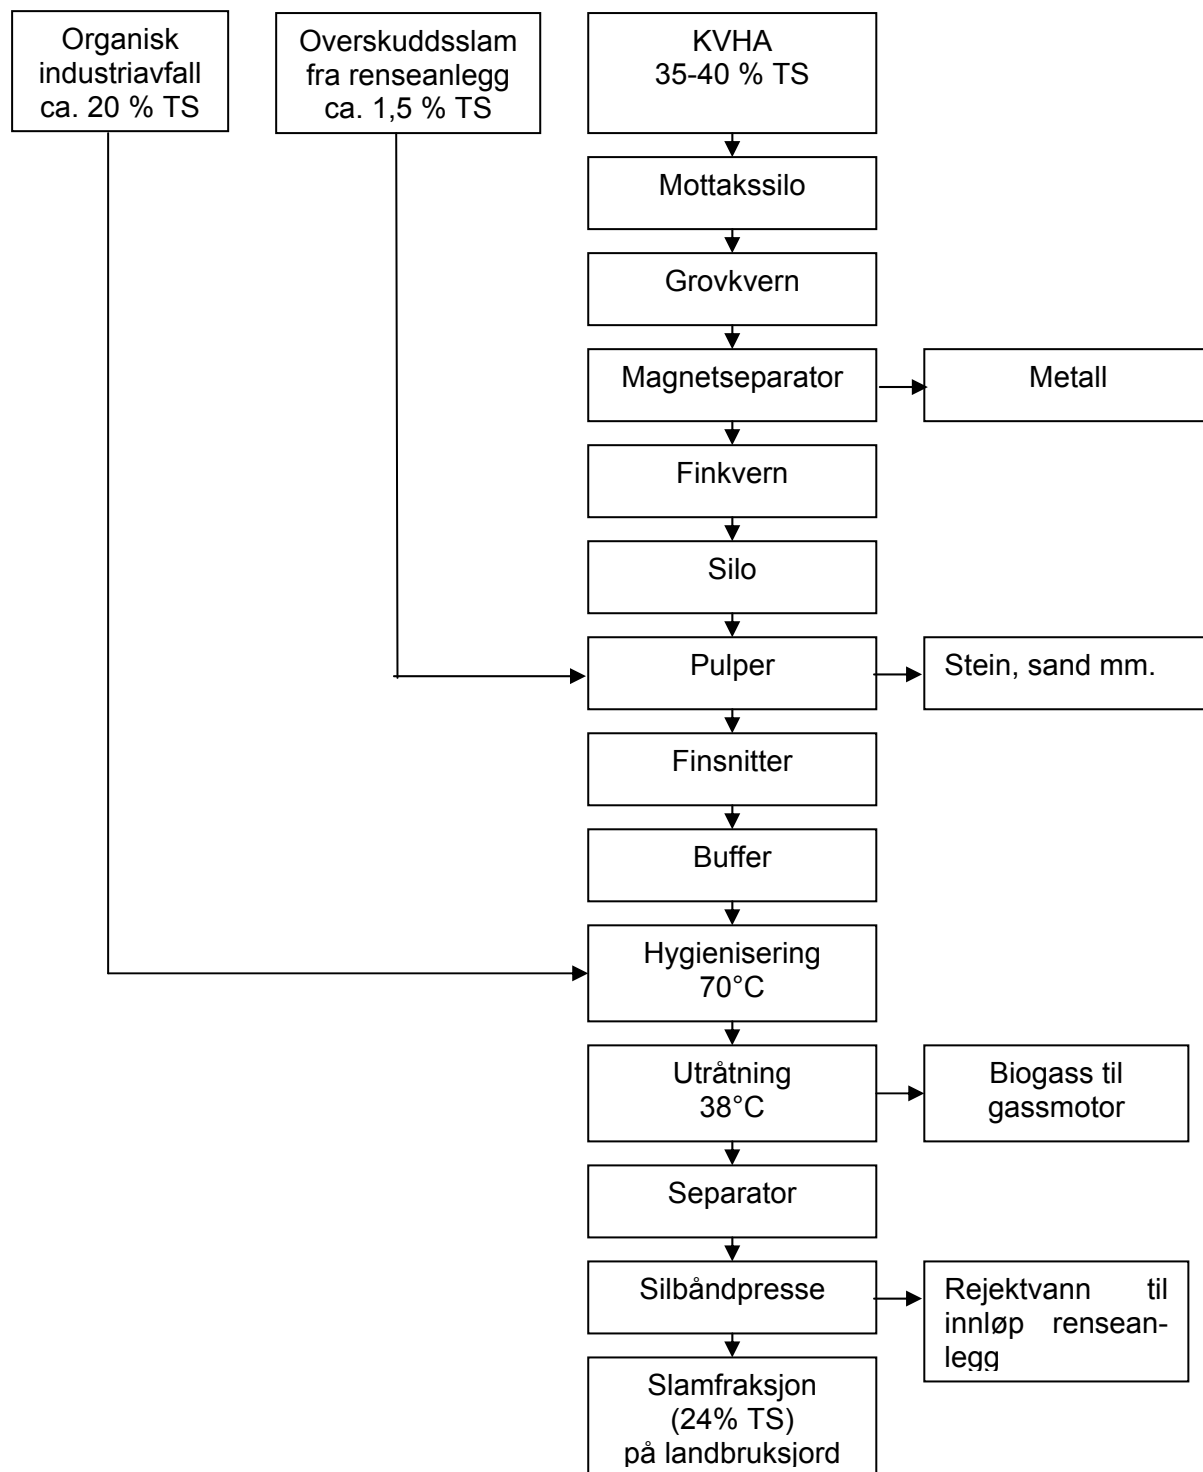 Organisk
industriavfall
ca. 20 % TS
Overskuddsslam
fra renseanlegg
ca. 1,5 % TS
KVHA
35-40 % TS
Mottakssilo
Grovkvern
Magnetseparator
Metall
Finkvern
Silo
Pulper
Stein, sand mm.
Finsnitter
Buffer
Hygienisering
70°C
Utråtning
38°C
Biogass til
gassmotor
Separator
Silbåndpresse
Rejektvann til
innløp rensean-
legg
Slamfraksjon
(24% TS)
på landbruksjord